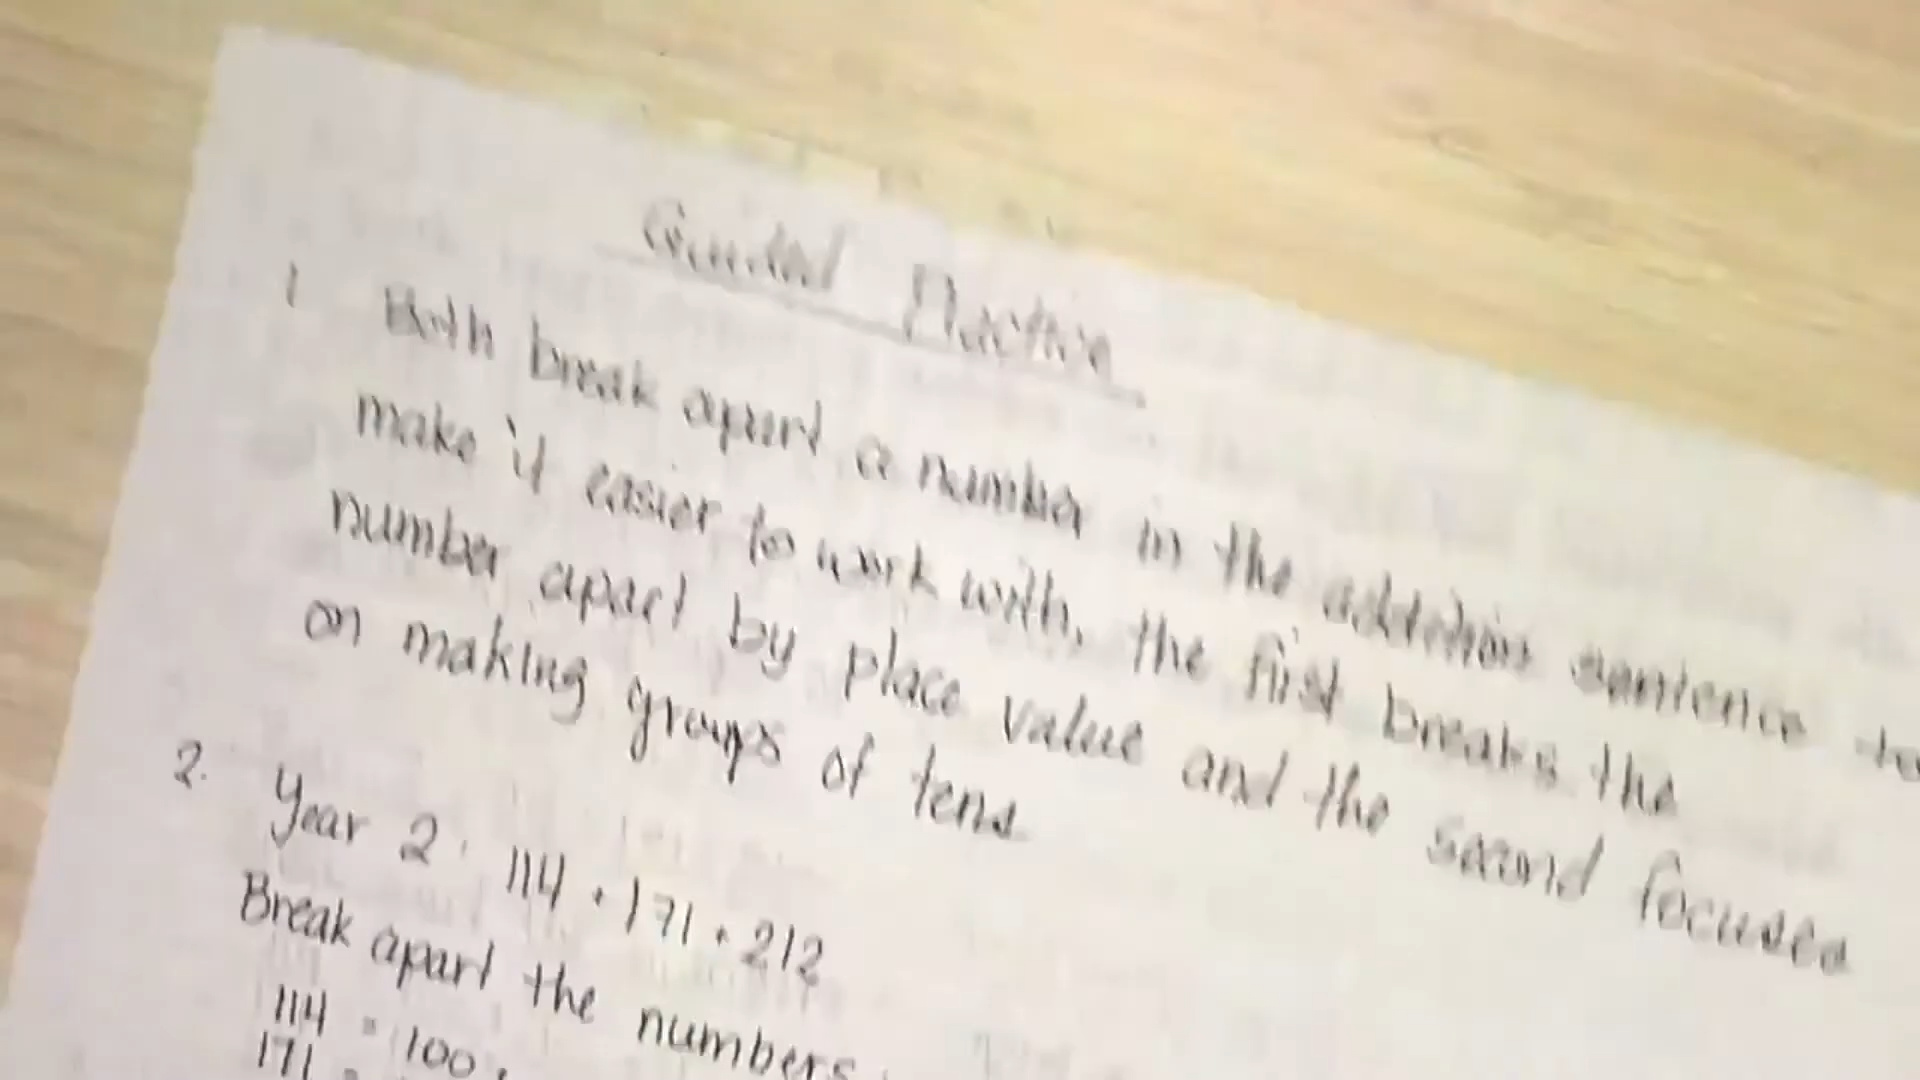 Guided Practice
1 Both break apart a number in the addition sentence to
make it easier to work with, the first breaks the
number apart by place value and the second focuses
on making groups of tens
2. Year 2: 114 + 171 + 212
Break apart the numbers
114 = 100
171